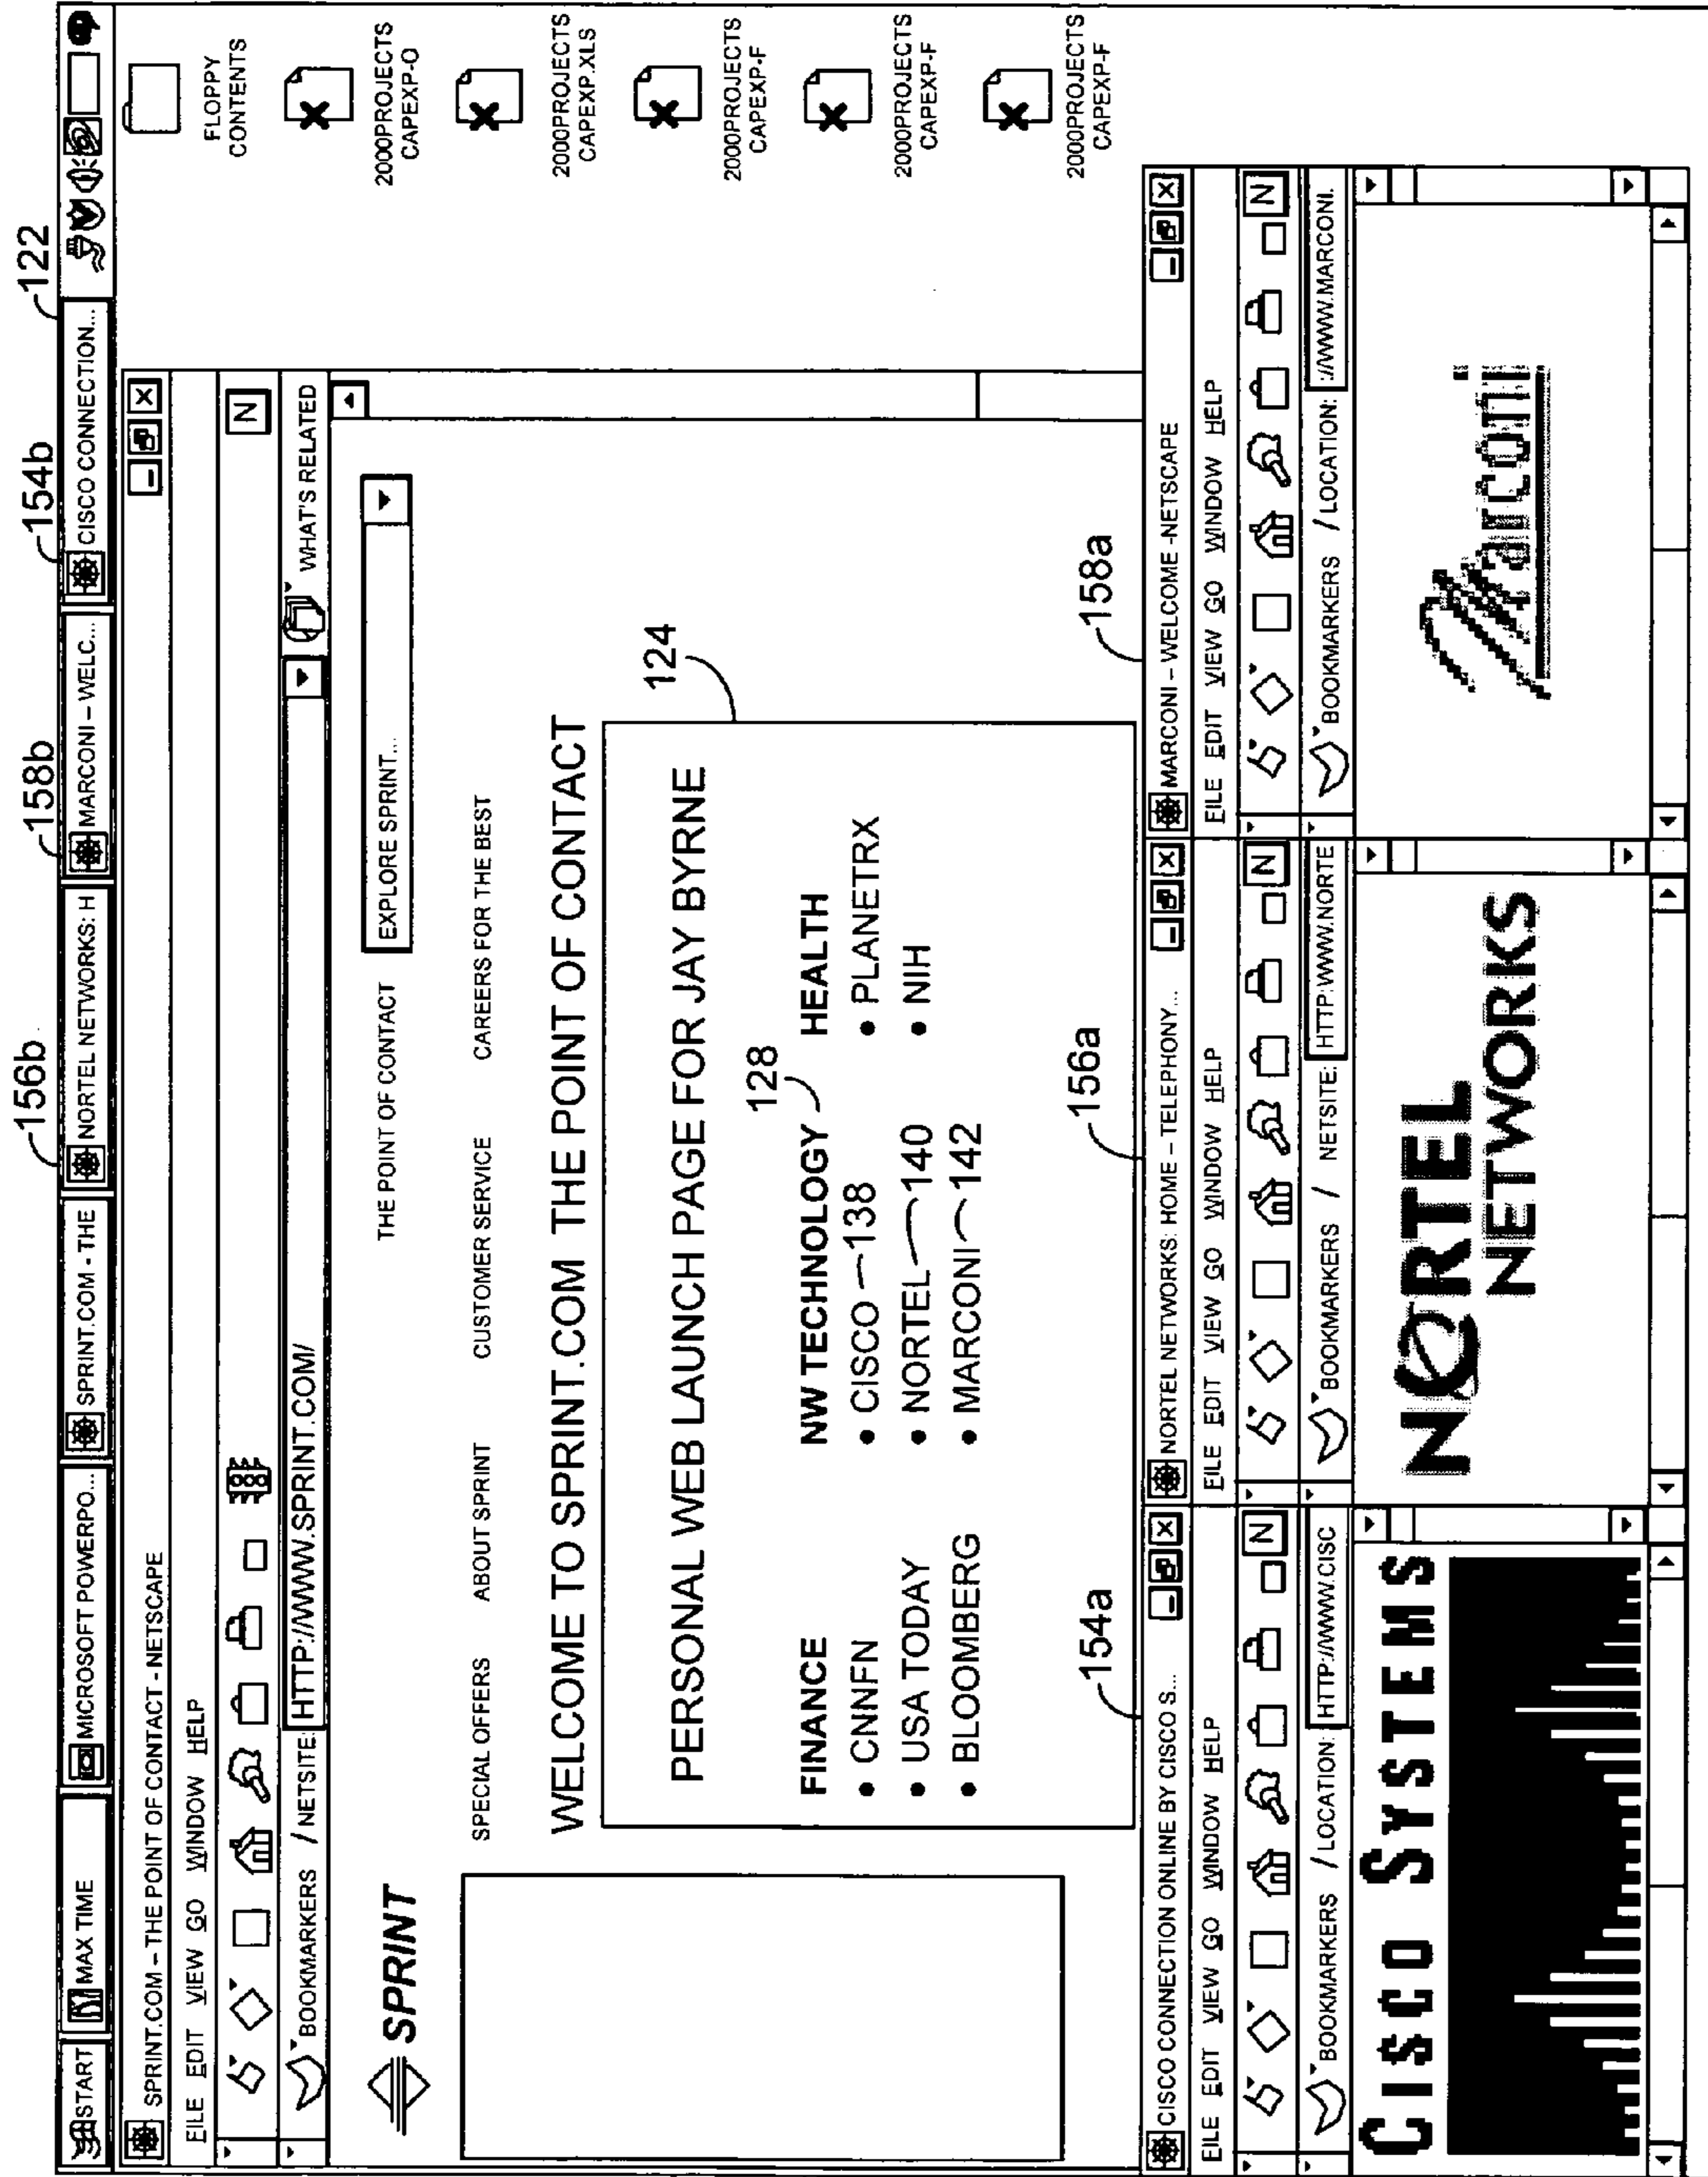 156b
158b
154b
122
START
MAX TIME
MICROSOFT POWERPO...
SPRINT.COM - THE
NORTEL NETWORKS: H
MARCONI – WELC...
CISCO CONNECTION...
SPRINT.COM – THE POINT OF CONTACT - NETSCAPE
FILE EDIT VIEW GO WINDOW HELP
N
BOOKMARKERS / NETSITE: HTTP://WWW.SPRINT.COM/
WHAT'S RELATED
SPRINT
THE POINT OF CONTACT
EXPLORE SPRINT...
SPECIAL OFFERS ABOUT SPRINT CUSTOMER SERVICE CAREERS FOR THE BEST
WELCOME TO SPRINT.COM THE POINT OF CONTACT
124
PERSONAL WEB LAUNCH PAGE FOR JAY BYRNE
128
FINANCE
• CNNFN
• USA TODAY
• BLOOMBERG
NW TECHNOLOGY
• CISCO 138
• NORTEL 140
• MARCONI 142
HEALTH
• PLANETRX
• NIH
FLOPPY
CONTENTS
2000PROJECTS
CAPEXP-O
2000PROJECTS
CAPEXP.XLS
2000PROJECTS
CAPEXP-F
2000PROJECTS
CAPEXP-F
2000PROJECTS
CAPEXP-F
154a
CISCO CONNECTION ONLINE BY CISCO S...
FILE EDIT VIEW GO WINDOW HELP
N
BOOKMARKERS / LOCATION: HTTP://WWW.CISC
CISCO SYSTEMS
156a
NORTEL NETWORKS: HOME – TELEPHONY...
FILE EDIT VIEW GO WINDOW HELP
N
BOOKMARKERS / NETSITE: HTTP:WWW.NORTE
NORTEL
NETWORKS
158a
MARCONI – WELCOME -NETSCAPE
FILE EDIT VIEW GO WINDOW HELP
N
BOOKMARKERS / LOCATION: ://WWW.MARCONI.
Marconi